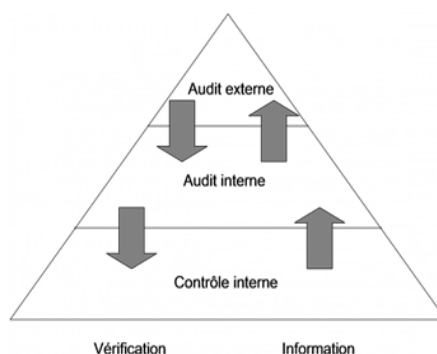 Audit externe
Audit interne
Contrôle interne
Vérification Information